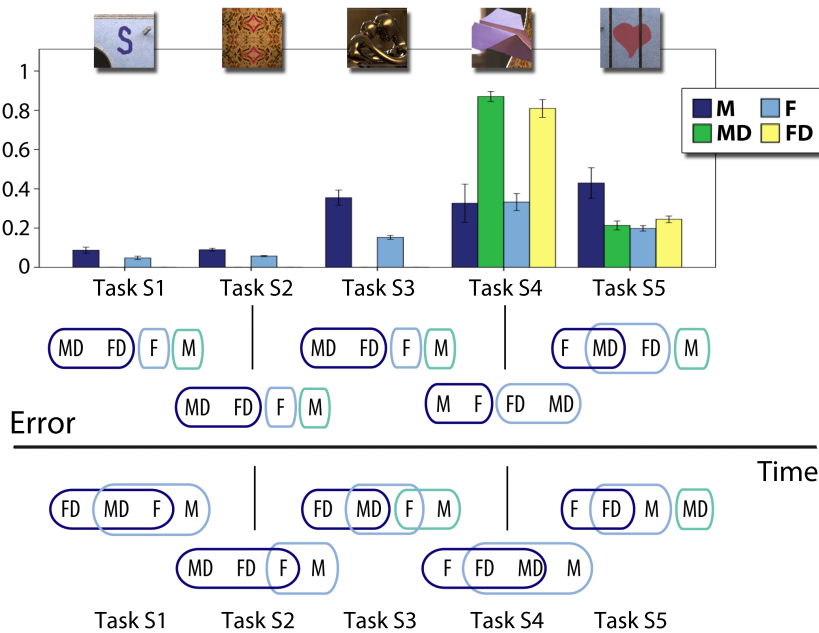 S
1
0.8
0.6
0.4
0.2
0
M F
MD FD
Task S1 Task S2 Task S3 Task S4 Task S5
MD FD F M MD FD F M F MD FD M
MD FD F M M F FD MD
Error
Time
FD MD F M FD MD F M F FD M MD
MD FD F M F FD MD M
Task S1 Task S2 Task S3 Task S4 Task S5